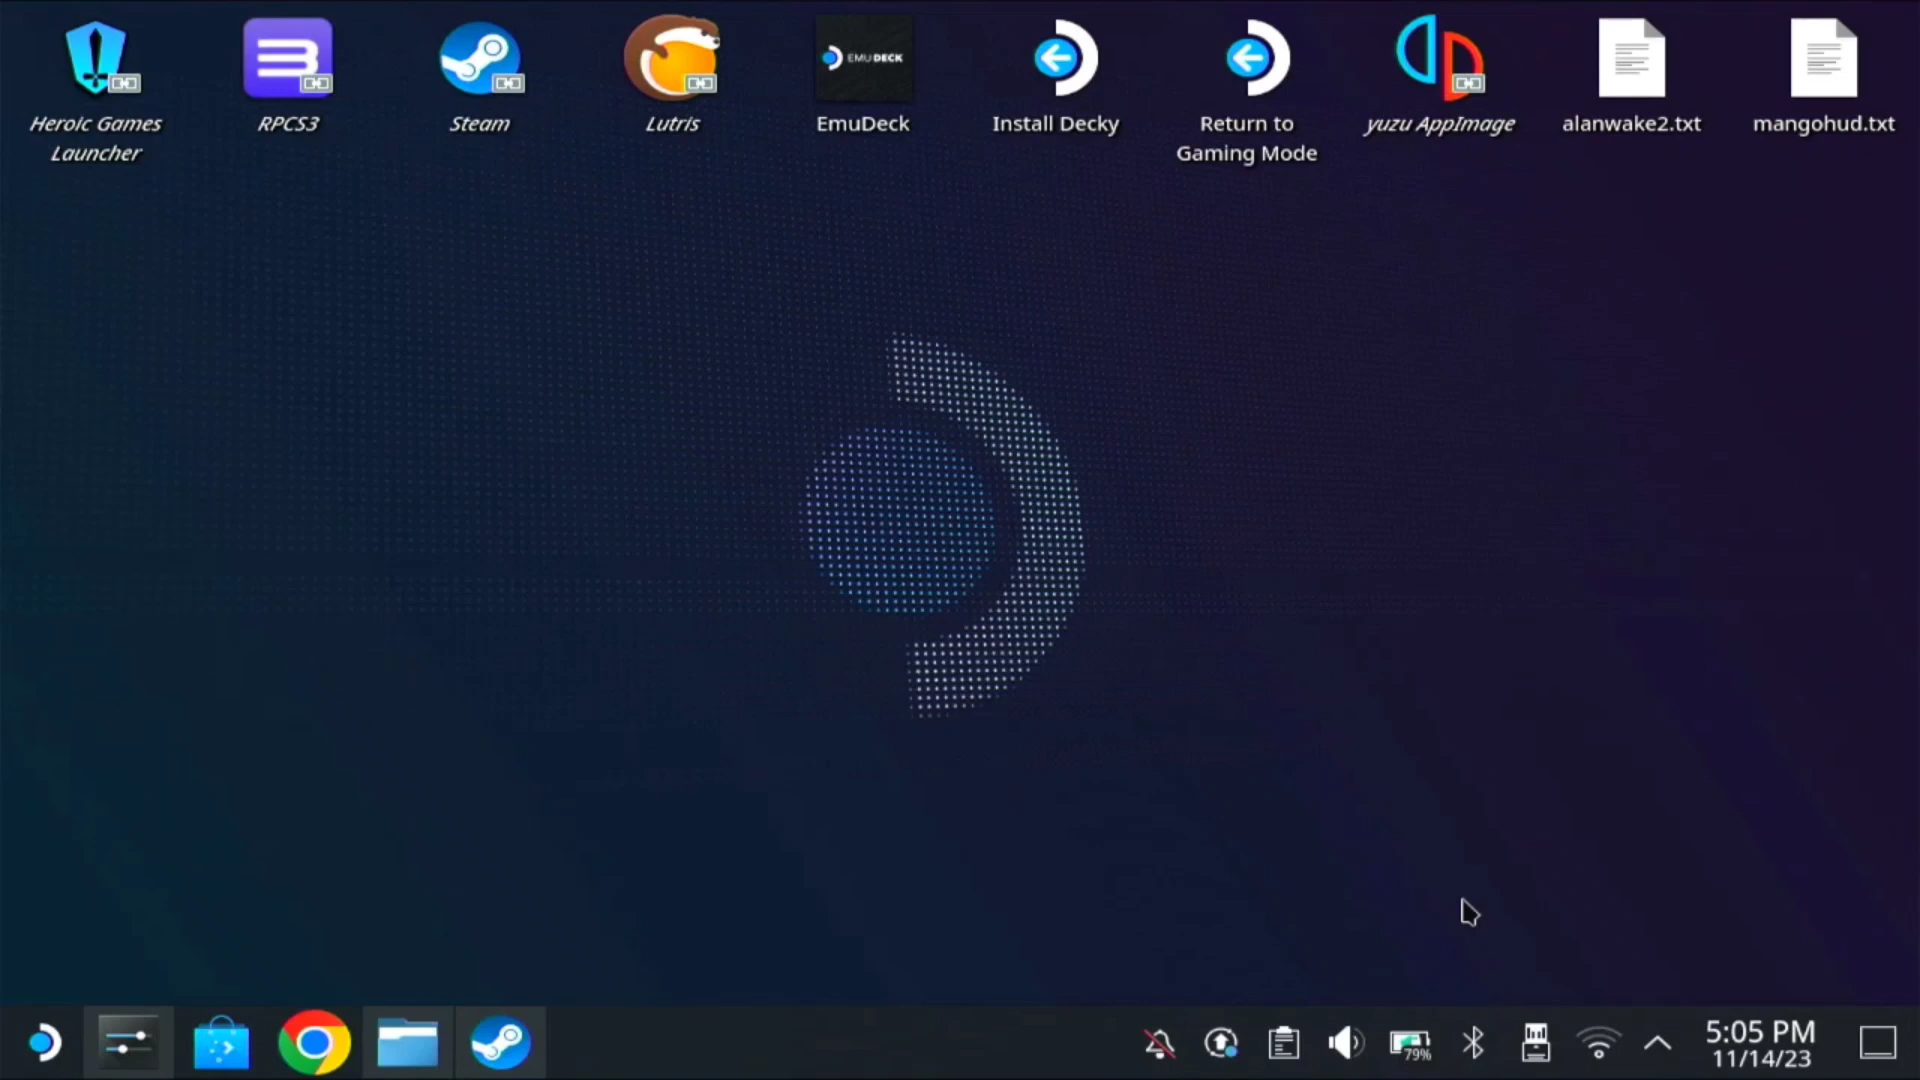 Heroic Games
Launcher
RPCS3
Steam
Lutris
EMUDECK
EmuDeck
Install Decky
Return to
Gaming Mode
yuzu AppImage
alanwake2.txt
mangohud.txt
79%
5:05 PM
11/14/23